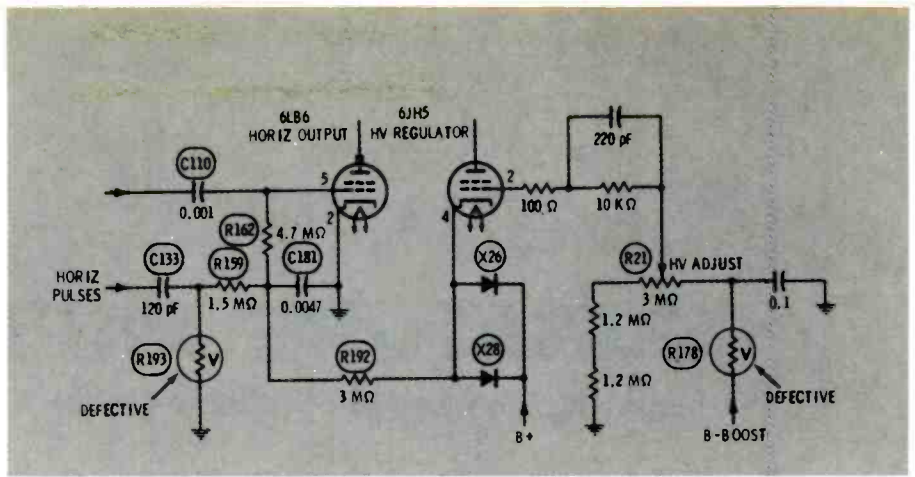 6LB6
HORIZ OUTPUT
6JH5
HV REGULATOR
220 pF
C110
5
2
0.001
2
4
100 Ω
10 KΩ
R162
4.7 MΩ
C133
R159
C181
X26
R21
HV ADJUST
HORIZ
PULSES
120 pF
1.5 MΩ
0.0047
3 MΩ
0.1
1.2 MΩ
R193
V
R192
X28
R178
V
DEFECTIVE
3 MΩ
1.2 MΩ
DEFECTIVE
B+
B-BOOST